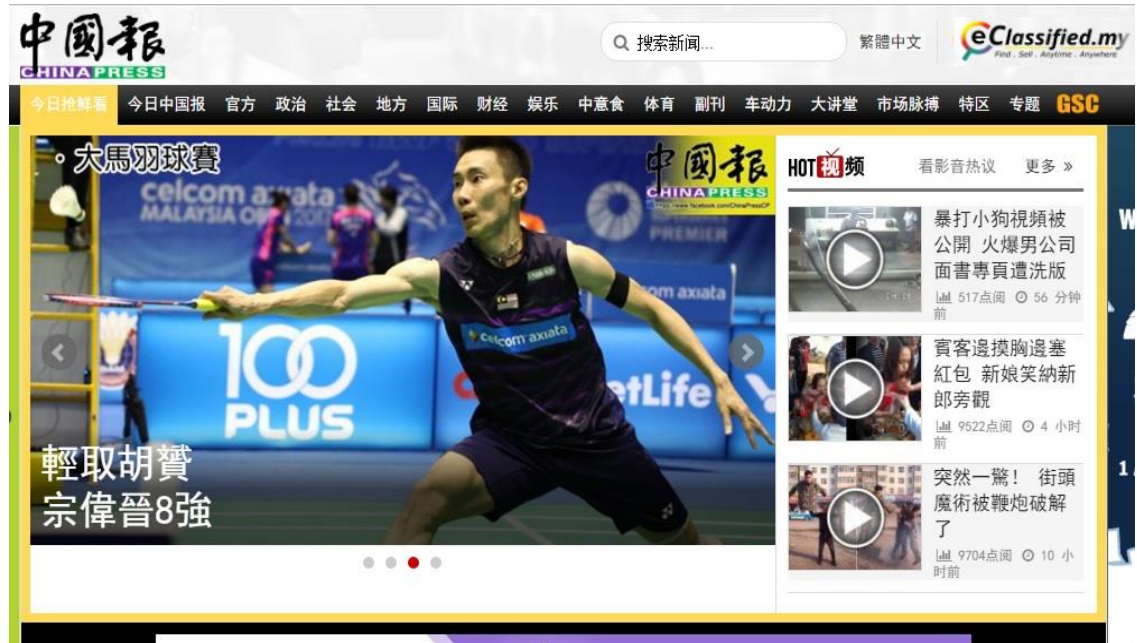 中國報
CHINAPRESS
搜索新闻...
繁體中文
eClassified.my
Find . Sell . Anytime . Anywhere
今日抢鲜看 今日中国报 官方 政治 社会 地方 国际 财经 娱乐 中意食 体育 副刊 车动力 大讲堂 市场脉搏 特区 专题 GSC
·大馬羽球賽
celcom axiata
MALAYSIA OPEN 2017
中國報
CHINAPRESS
PREMIER
com axiata
celcom axiata
100
PLUS
etLife
輕取胡贇
宗偉晉8強
HOT视频 看影音热议 更多 »
暴打小狗視頻被
公開 火爆男公司
面書專頁遭洗版
517点阅 56 分钟
前
賓客邊摸胸邊塞
紅包 新娘笑納新
郎旁觀
9522点阅 4 小时
前
突然一驚! 街頭
魔術被鞭炮破解
了
9704点阅 10 小
时前
W
1